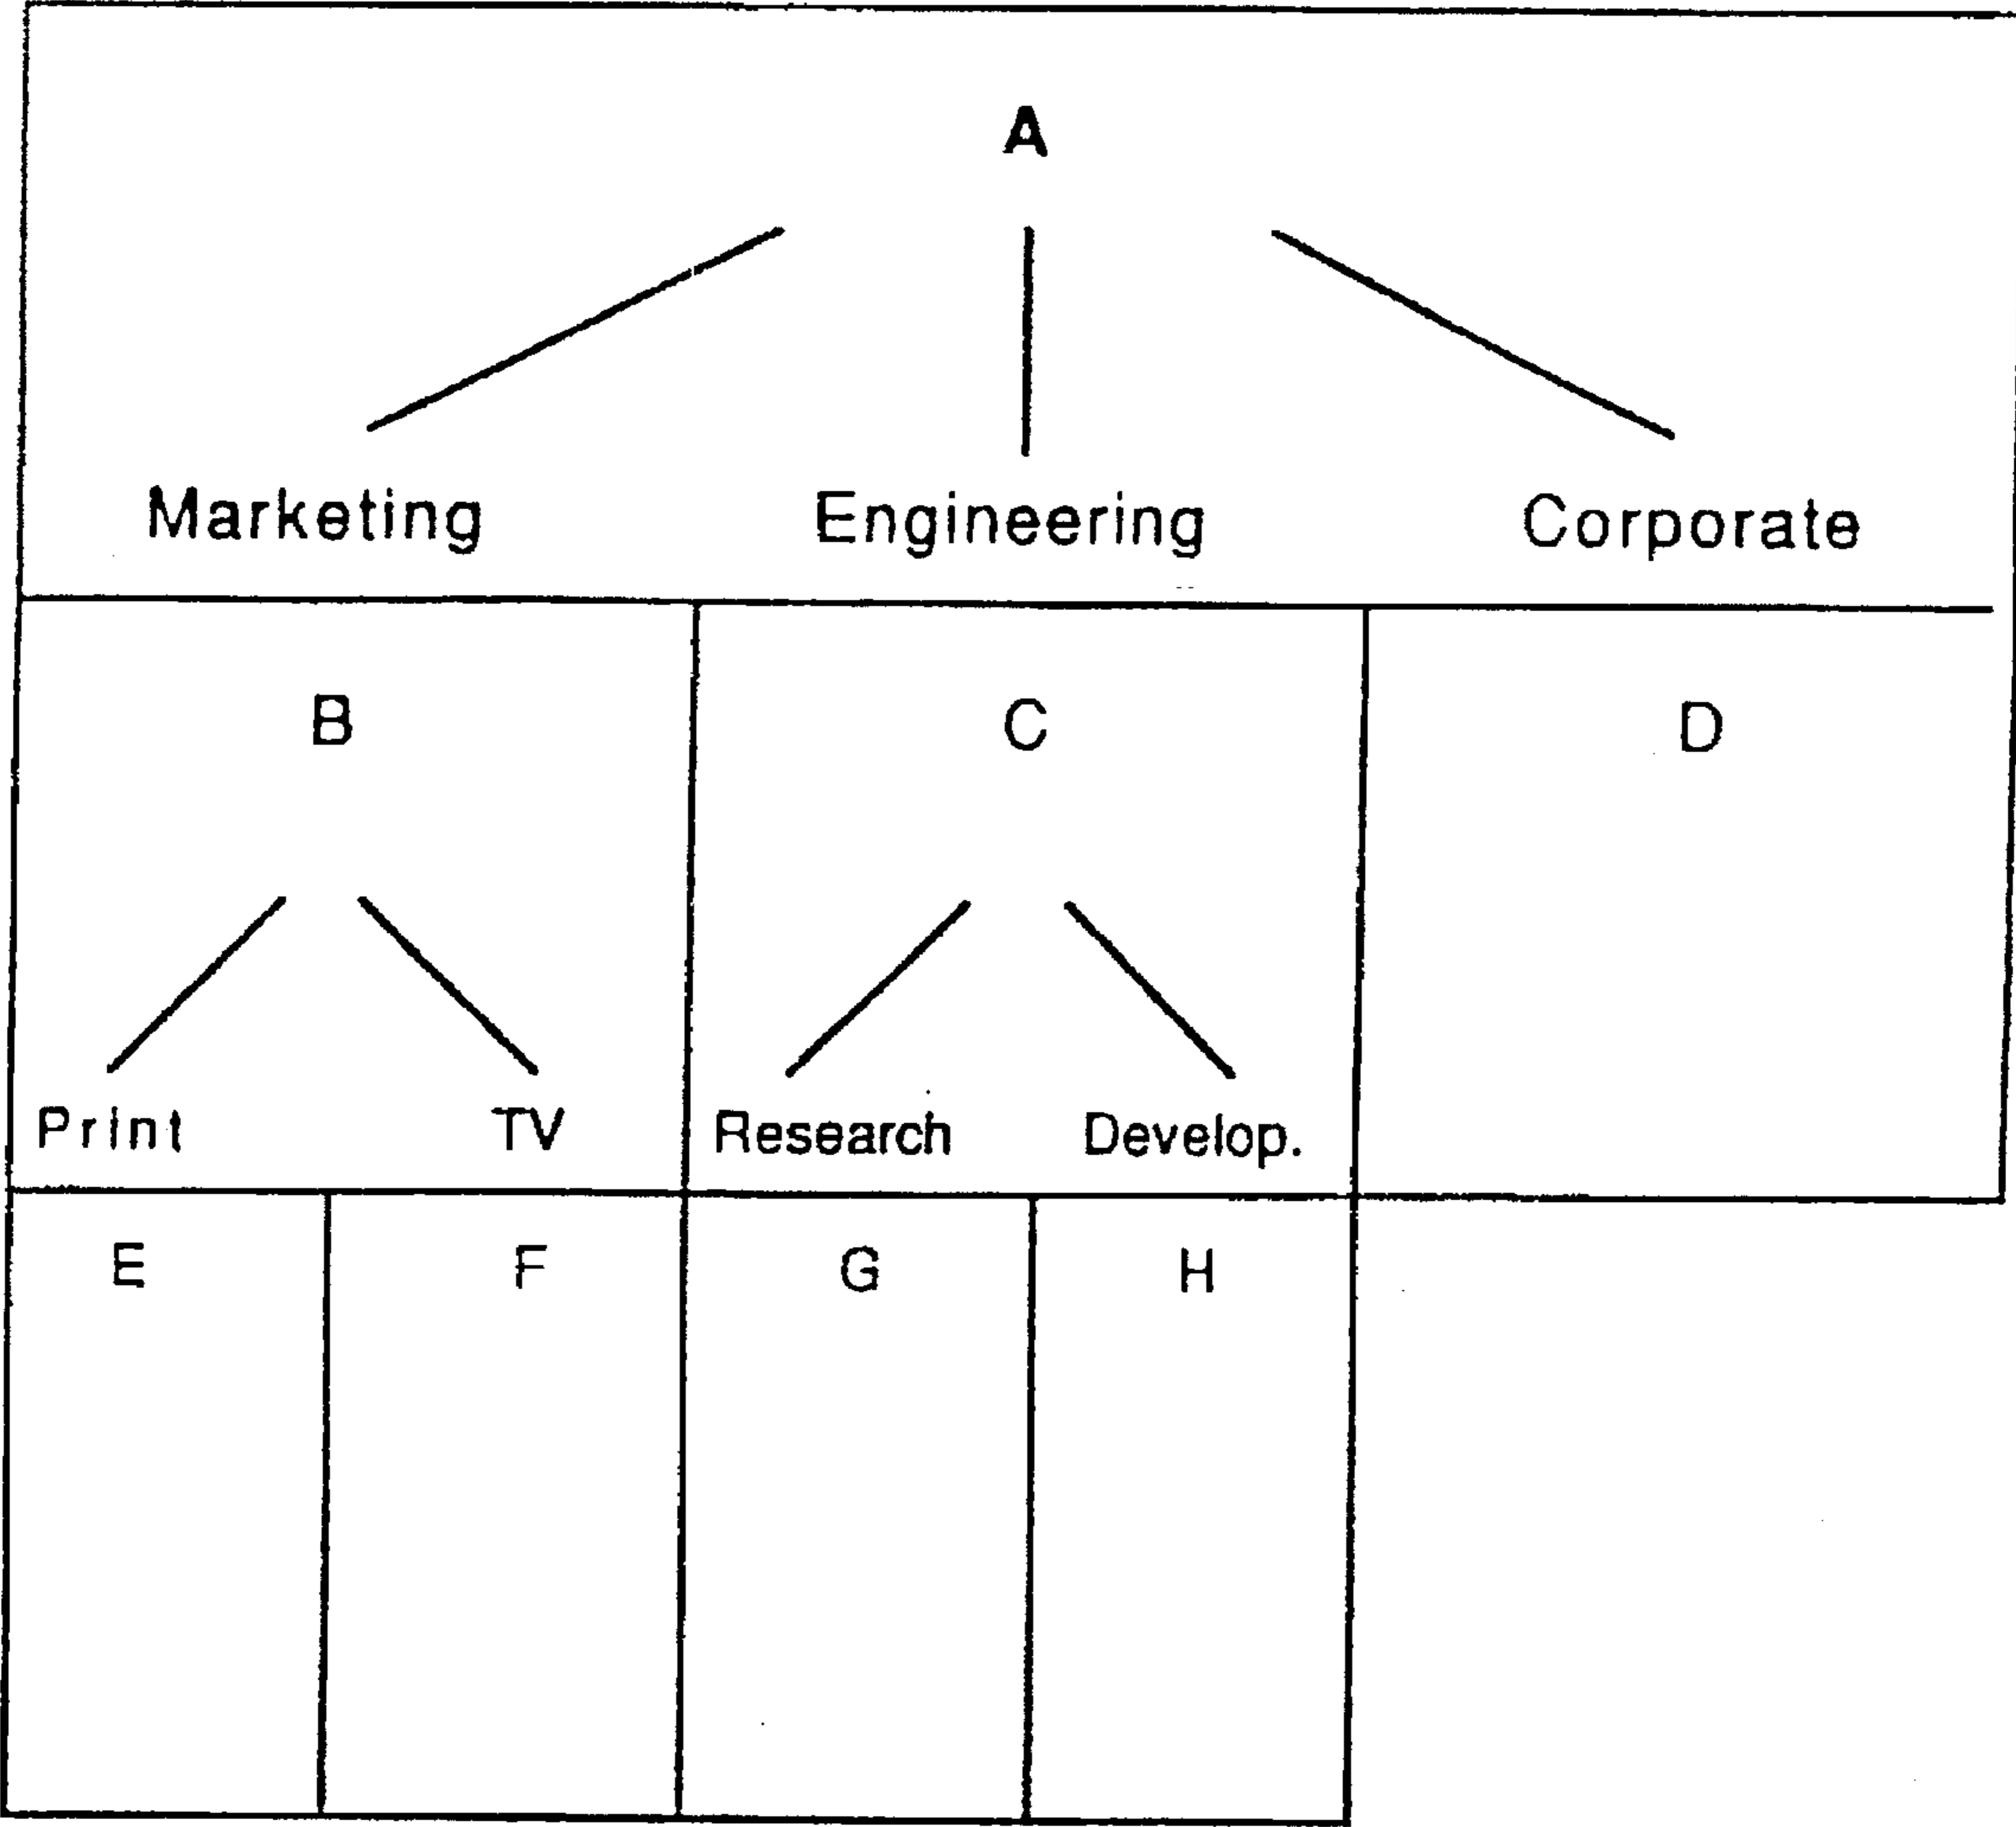 A
Marketing Engineering Corporate
B C D
Print TV Research Develop.
E F G H